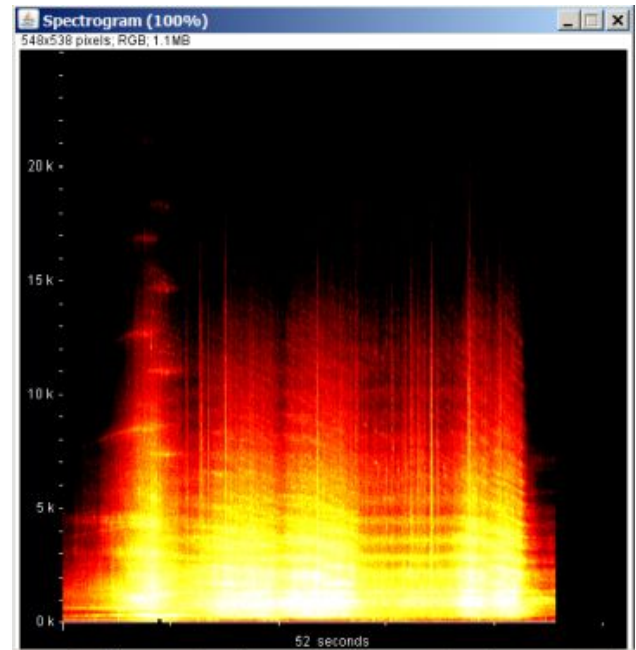 Spectrogram (100%)
548x538 pixels; RGB; 1.1MB
20 k
15 k
10 k
5 k
0 k
52 seconds